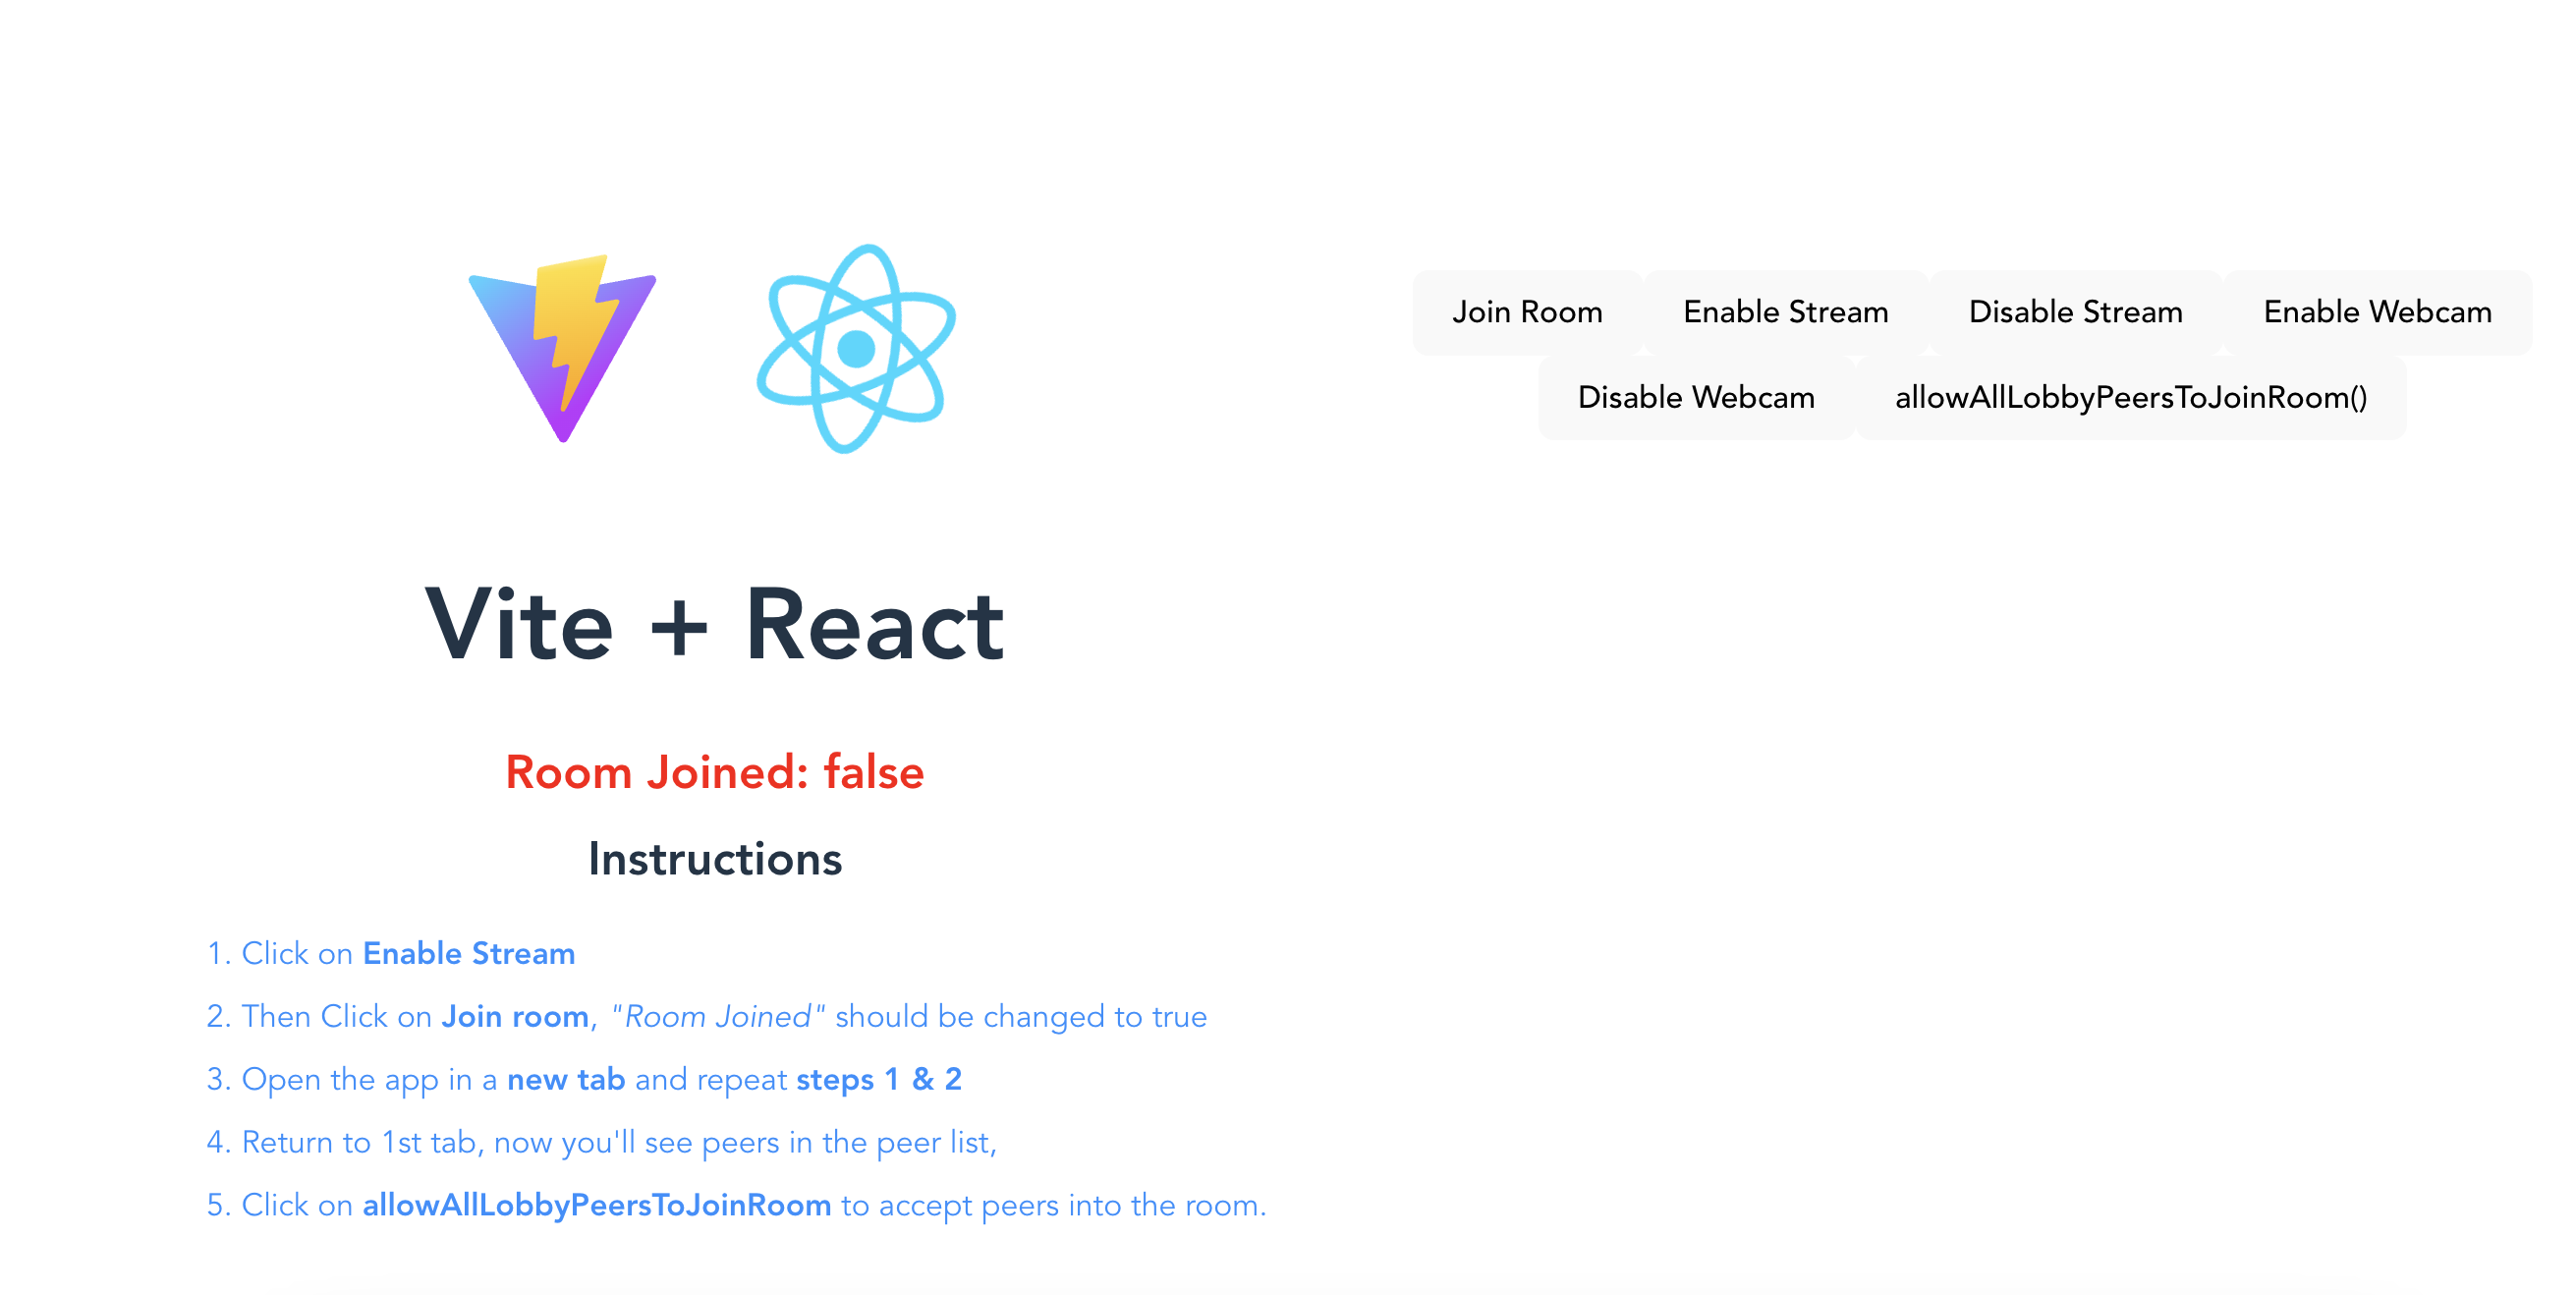 Join Room
Enable Stream
Disable Stream
Enable Webcam
Disable Webcam
allowAllLobbyPeersToJoinRoom()
Vite + React
Room Joined: false
Instructions
1. Click on Enable Stream
2. Then Click on Join room, "Room Joined" should be changed to true
3. Open the app in a new tab and repeat steps 1 & 2
4. Return to 1st tab, now you'll see peers in the peer list,
5. Click on allowAllLobbyPeersToJoinRoom to accept peers into the room.